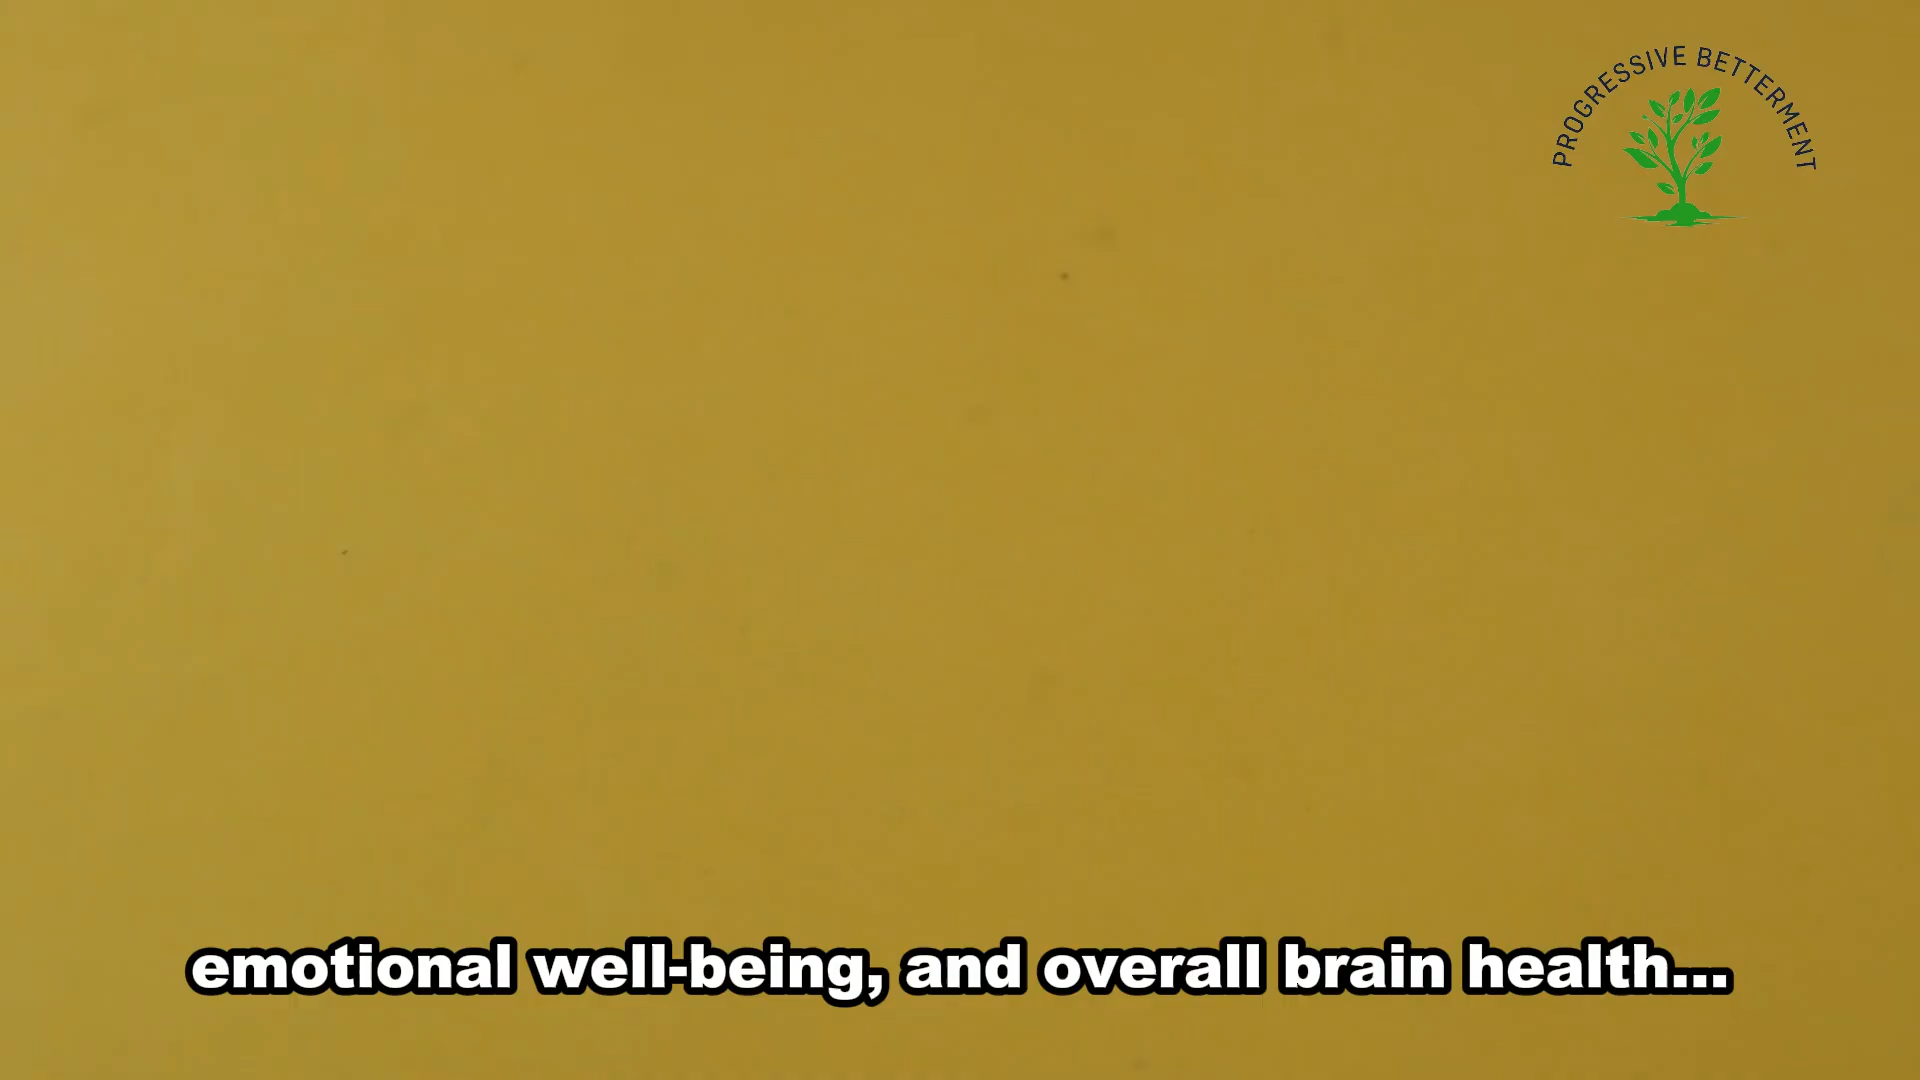 PROGRESSIVE BETTERMENT
emotional well-being, and overall brain health...